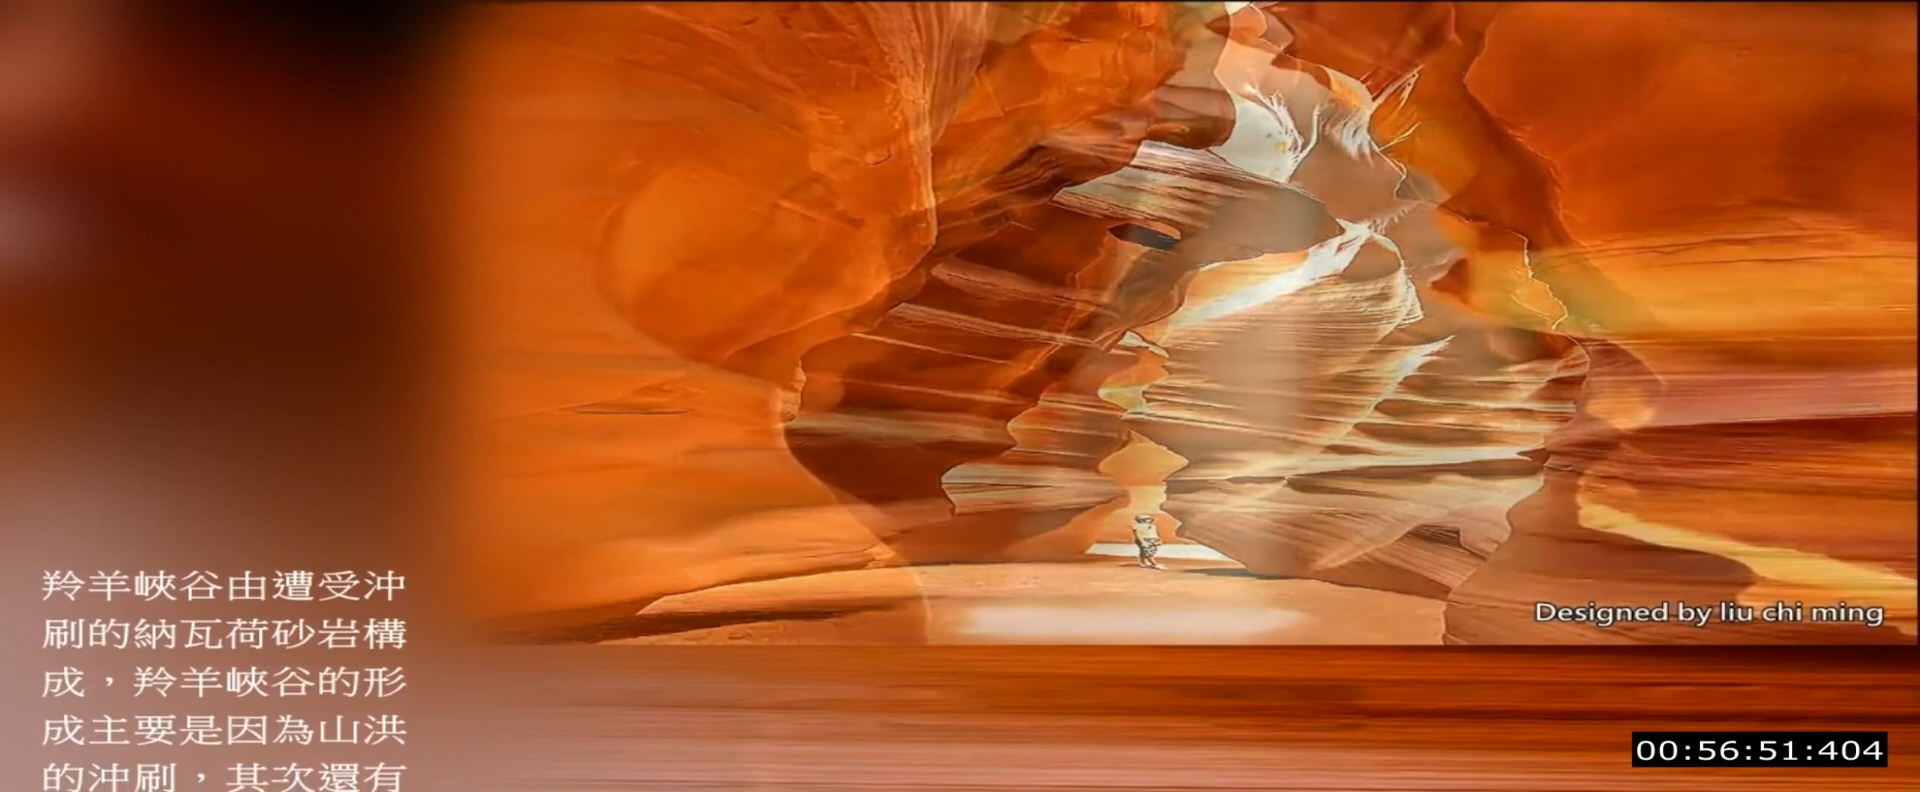 羚羊峽谷由遭受沖
刷的納瓦荷砂岩構
成，羚羊峽谷的形
成主要是因為山洪
的沖刷，其次還有
Designed by liu chi ming
00:56:51:404